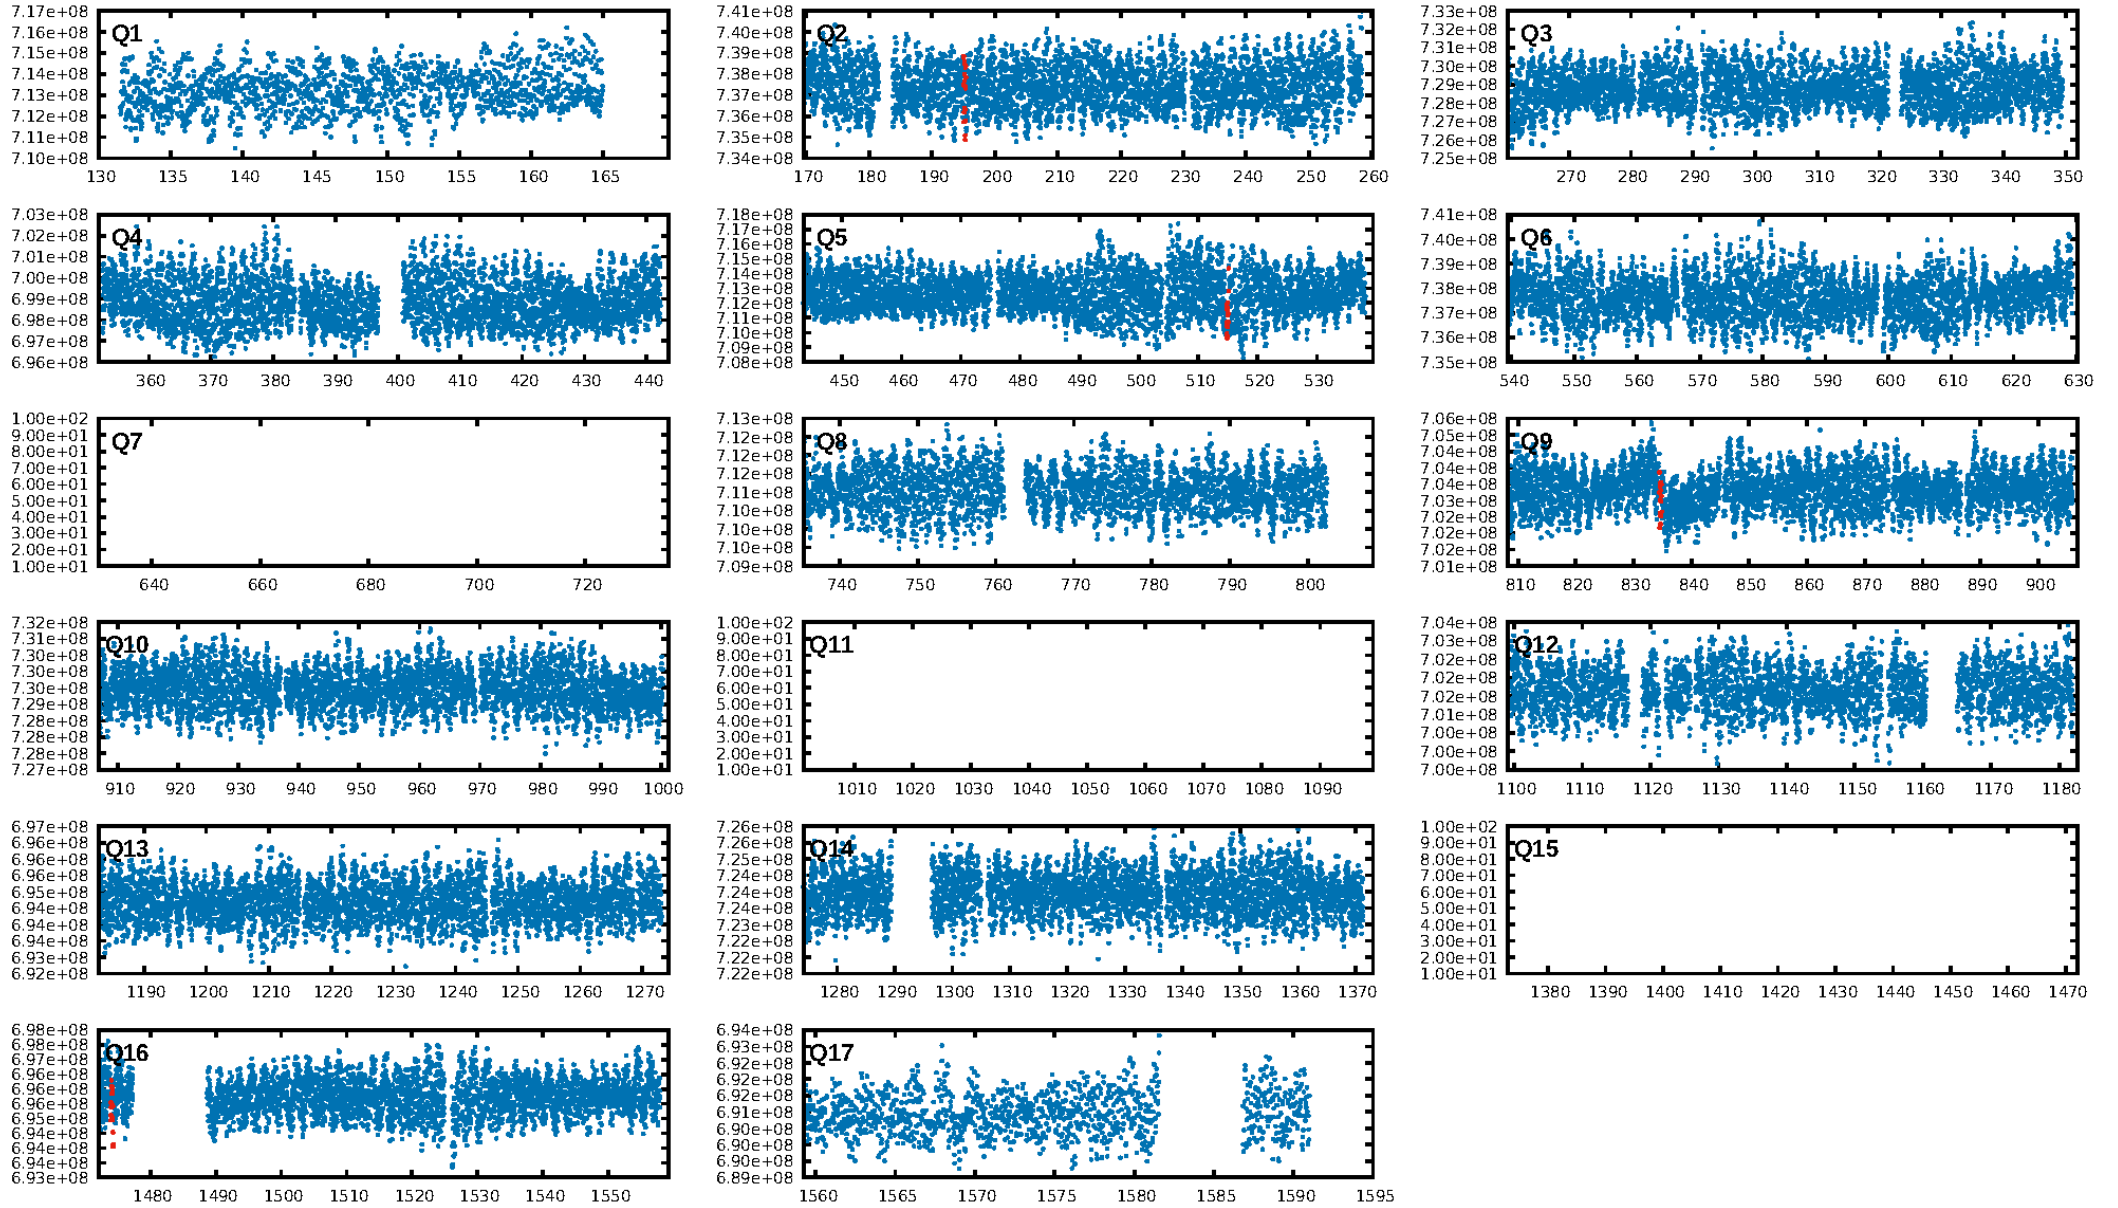 Q1
7.17e+08
7.16e+08
7.15e+08
7.14e+08
7.13e+08
7.12e+08
7.11e+08
7.10e+08
130 135 140 145 150 155 160 165
Q2
7.41e+08
7.40e+08
7.39e+08
7.38e+08
7.37e+08
7.36e+08
7.35e+08
7.34e+08
170 180 190 200 210 220 230 240 250 260
Q3
7.33e+08
7.32e+08
7.31e+08
7.30e+08
7.29e+08
7.28e+08
7.27e+08
7.26e+08
7.25e+08
270 280 290 300 310 320 330 340 350
Q4
7.03e+08
7.02e+08
7.01e+08
7.00e+08
6.99e+08
6.98e+08
6.97e+08
6.96e+08
360 370 380 390 400 410 420 430 440
Q5
7.18e+08
7.17e+08
7.16e+08
7.15e+08
7.14e+08
7.12e+08
7.11e+08
7.10e+08
7.09e+08
7.08e+08
450 460 470 480 490 500 510 520 530
Q6
7.41e+08
7.40e+08
7.39e+08
7.38e+08
7.37e+08
7.36e+08
7.35e+08
540 550 560 570 580 590 600 610 620 630
Q7
1.00e+02
9.00e+01
8.00e+01
7.00e+01
6.00e+01
5.00e+01
4.00e+01
3.00e+01
2.00e+01
1.00e+01
640 660 680 700 720
Q8
7.13e+08
7.12e+08
7.12e+08
7.12e+08
7.11e+08
7.11e+08
7.10e+08
7.10e+08
7.09e+08
740 750 760 770 780 790 800
Q9
7.06e+08
7.05e+08
7.04e+08
7.04e+08
7.04e+08
7.03e+08
7.02e+08
7.02e+08
7.02e+08
7.01e+08
810 820 830 840 850 860 870 880 890 900
Q10
7.32e+08
7.31e+08
7.30e+08
7.30e+08
7.30e+08
7.29e+08
7.28e+08
7.28e+08
7.28e+08
7.27e+08
910 920 930 940 950 960 970 980 990 1000
Q11
1.00e+02
9.00e+01
8.00e+01
7.00e+01
6.00e+01
5.00e+01
4.00e+01
3.00e+01
2.00e+01
1.00e+01
1010 1020 1030 1040 1050 1060 1070 1080 1090
Q12
7.04e+08
7.03e+08
7.02e+08
7.02e+08
7.02e+08
7.01e+08
7.00e+08
7.00e+08
7.00e+08
1100 1110 1120 1130 1140 1150 1160 1170 1180
Q13
6.97e+08
6.96e+08
6.96e+08
6.96e+08
6.95e+08
6.94e+08
6.94e+08
6.94e+08
6.93e+08
6.92e+08
1190 1200 1210 1220 1230 1240 1250 1260 1270
Q14
7.26e+08
7.26e+08
7.25e+08
7.24e+08
7.24e+08
7.24e+08
7.23e+08
7.22e+08
7.22e+08
7.22e+08
1280 1290 1300 1310 1320 1330 1340 1350 1360 1370
Q15
1.00e+02
9.00e+01
8.00e+01
7.00e+01
6.00e+01
5.00e+01
4.00e+01
3.00e+01
2.00e+01
1.00e+01
1380 1390 1400 1410 1420 1430 1440 1450 1460 1470
Q16
6.98e+08
6.98e+08
6.97e+08
6.96e+08
6.96e+08
6.96e+08
6.95e+08
6.94e+08
6.94e+08
6.94e+08
6.93e+08
1480 1490 1500 1510 1520 1530 1540 1550
Q17
6.94e+08
6.93e+08
6.92e+08
6.92e+08
6.92e+08
6.91e+08
6.90e+08
6.90e+08
6.90e+08
6.89e+08
1560 1565 1570 1575 1580 1585 1590 1595